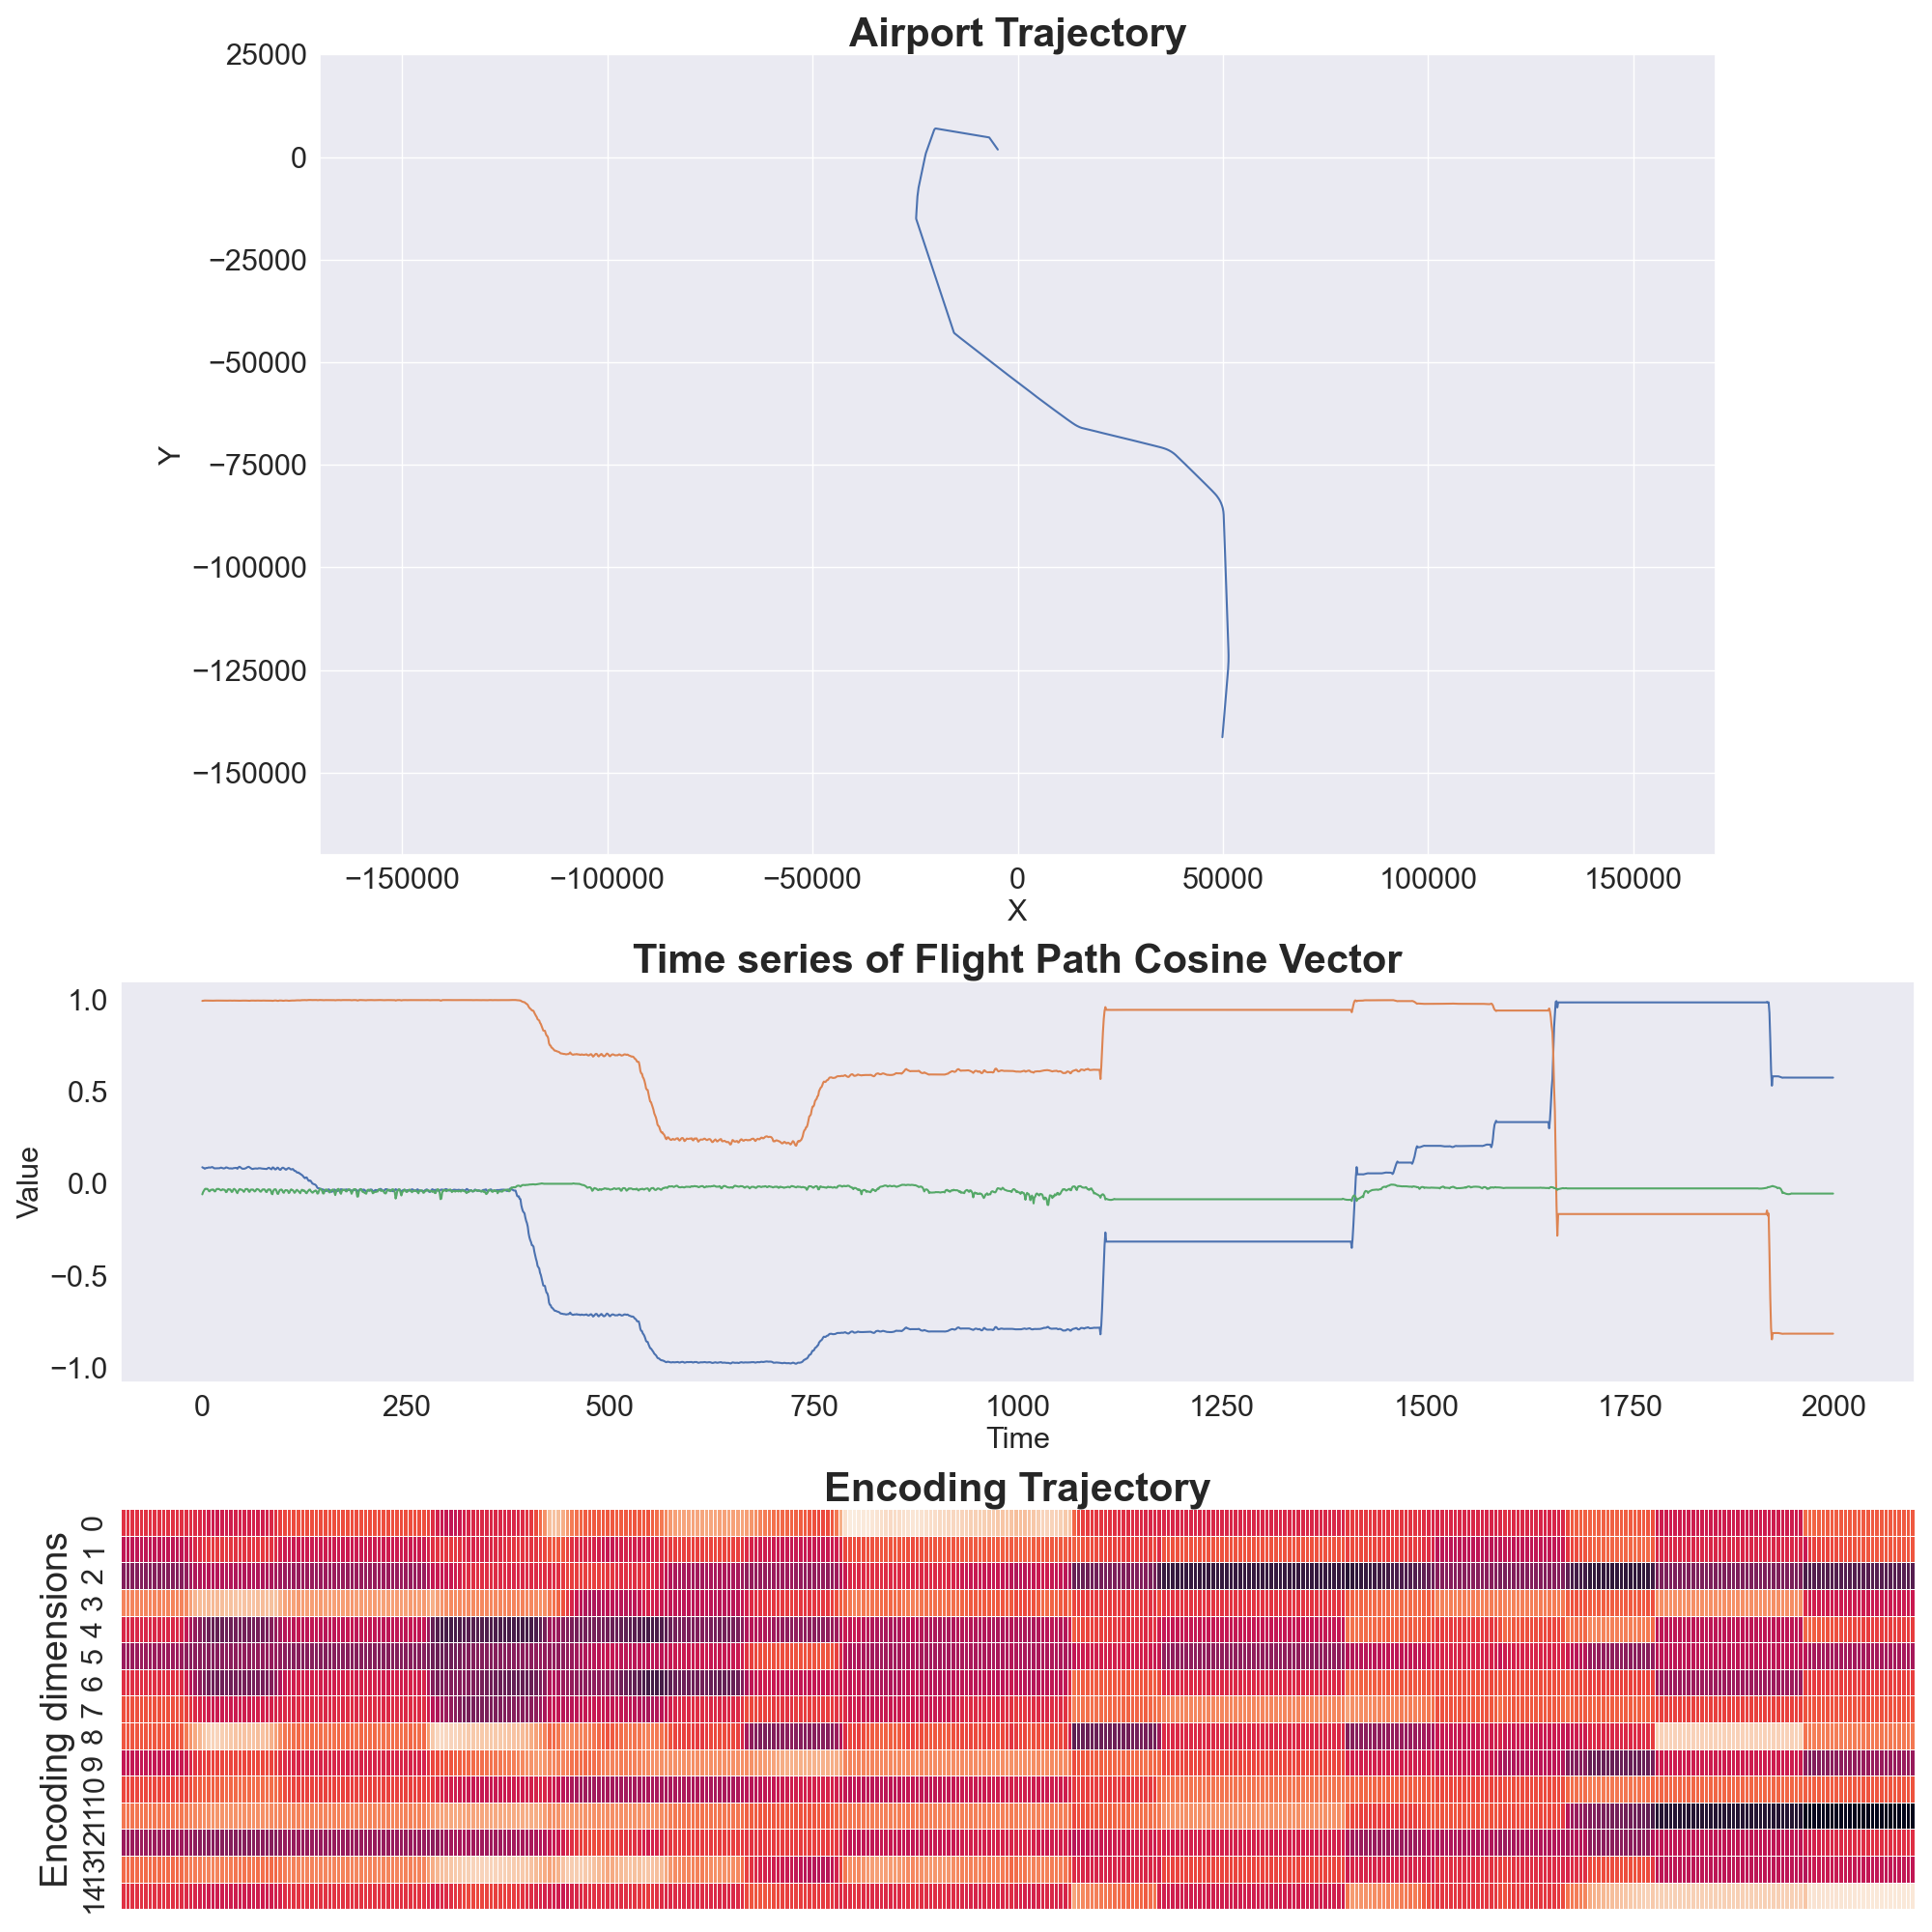 Airport Trajectory
25000
0
−25000
−50000
−75000
−100000
−125000
−150000
Y
−150000 −100000 −50000 0 50000 100000 150000
X
Time series of Flight Path Cosine Vector
1.0
0.5
0.0
−0.5
−1.0
Value
0 250 500 750 1000 1250 1500 1750 2000
Time
Encoding Trajectory
Encoding dimensions
0
1
2
3
4
5
6
7
8
9
10
11
12
13
14